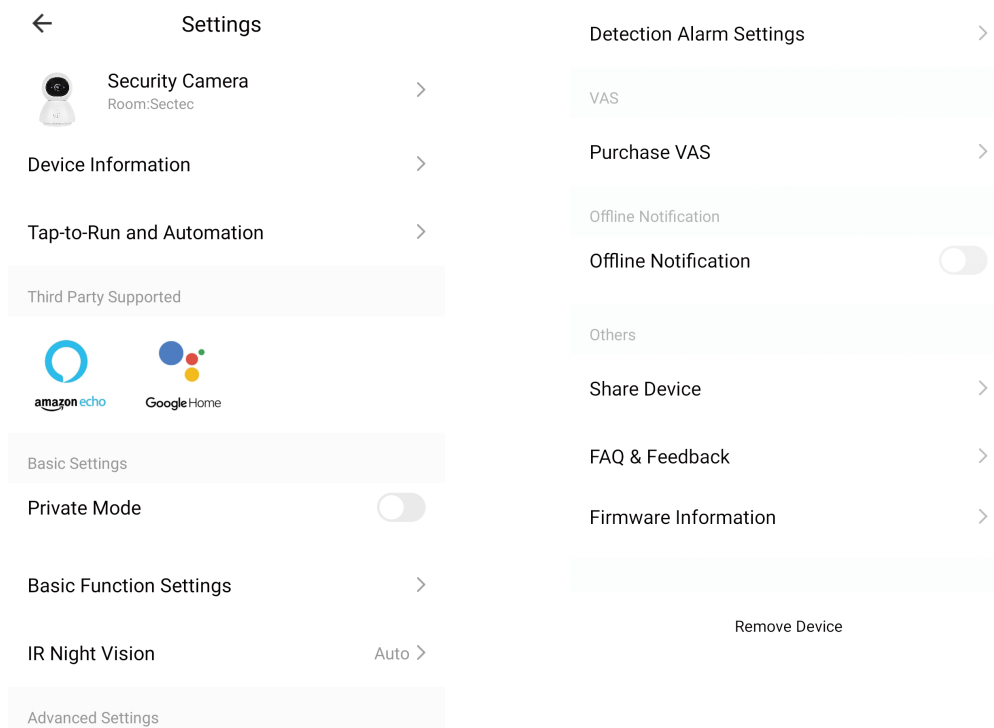 Settings
Security Camera
Room:Sectec
Device Information
Tap-to-Run and Automation
Third Party Supported
amazon echo
Google Home
Basic Settings
Private Mode
Basic Function Settings
IR Night Vision
Auto
Advanced Settings
Detection Alarm Settings
VAS
Purchase VAS
Offline Notification
Offline Notification
Others
Share Device
FAQ & Feedback
Firmware Information
Remove Device